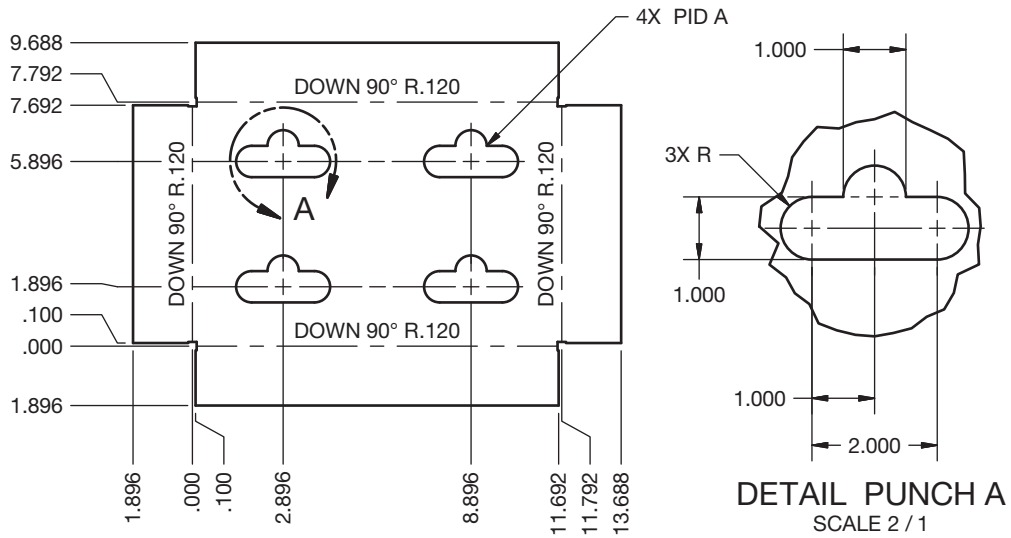 4X PID A
9.688
7.792
7.692
5.896
1.896
.100
.000
1.896
DOWN 90° R.120
DOWN 90° R.120
DOWN 90° R.120
DOWN 90° R.120
A
1.896
.000
.100
2.896
8.896
11.692
11.792
13.688
1.000
3X R
1.000
1.000
2.000
DETAIL PUNCH A
SCALE 2 / 1